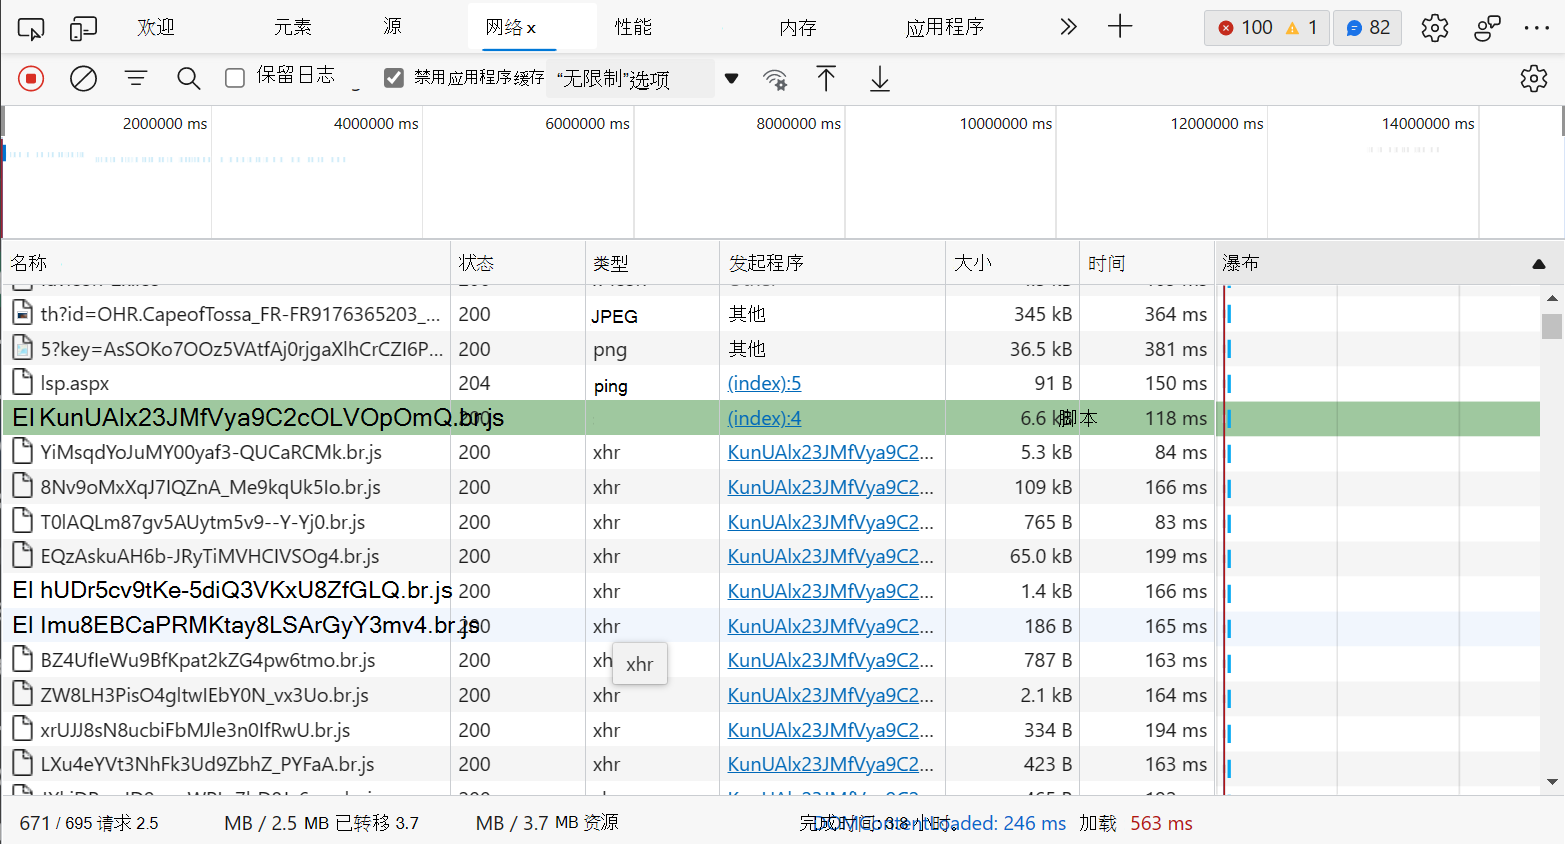 欢迎 元素 源 网络 x 性能 内存 应用程序 100 1 82
保留日志 禁用应用程序缓存 “无限制”选项
2000000 ms 4000000 ms 6000000 ms 8000000 ms 10000000 ms 12000000 ms 14000000 ms
名称 状态 类型 发起程序 大小 时间 瀑布
th?id=OHR.CapeofTossa_FR-FR9176365203_... 200 JPEG 其他 345 kB 364 ms
5?key=AsSOKo7OOz5VAtfAj0rjgaXlhCrCZI6P... 200 png 其他 36.5 kB 381 ms
lsp.aspx 204 ping (index):5 91 B 150 ms
El KunUAlx23JMfVya9C2cOLVOpOmQ.br.js 200 (index):4 6.6 kB 脚本 118 ms
YiMsqdYoJuMY00yaf3-QUCaRCMk.br.js 200 xhr KunUAlx23JMfVya9C2... 5.3 kB 84 ms
8Nv9oMxXqJ7IQZnA_Me9kqUk5Io.br.js 200 xhr KunUAlx23JMfVya9C2... 109 kB 166 ms
T0lAQLm87gv5AUytm5v9--Y-Yj0.br.js 200 xhr KunUAlx23JMfVya9C2... 765 B 83 ms
EQzAskuAH6b-JRyTiMVHCIVSOg4.br.js 200 xhr KunUAlx23JMfVya9C2... 65.0 kB 199 ms
El hUDr5cv9tKe-5diQ3VKxU8ZfGLQ.br.js 200 xhr KunUAlx23JMfVya9C2... 1.4 kB 166 ms
El Imu8EBCaPRMKtay8LSArGyY3mv4.br.js 200 xhr KunUAlx23JMfVya9C2... 186 B 165 ms
BZ4UfIeWu9BfKpat2kZG4pw6tmo.br.js 200 xhr KunUAlx23JMfVya9C2... 787 B 163 ms
xhr
ZW8LH3PisO4gltwIEbY0N_vx3Uo.br.js 200 xhr KunUAlx23JMfVya9C2... 2.1 kB 164 ms
xrUJJ8sN8ucbiFbMJle3n0IfRwU.br.js 200 xhr KunUAlx23JMfVya9C2... 334 B 194 ms
LXu4eYVt3NhFk3Ud9ZbhZ_PYFaA.br.js 200 xhr KunUAlx23JMfVya9C2... 423 B 163 ms
671 / 695 请求 2.5 MB / 2.5 MB 已转移 3.7 MB / 3.7 MB 资源 完成时间: 3.8 小时。 DOMContentLoaded: 246 ms 加载 563 ms